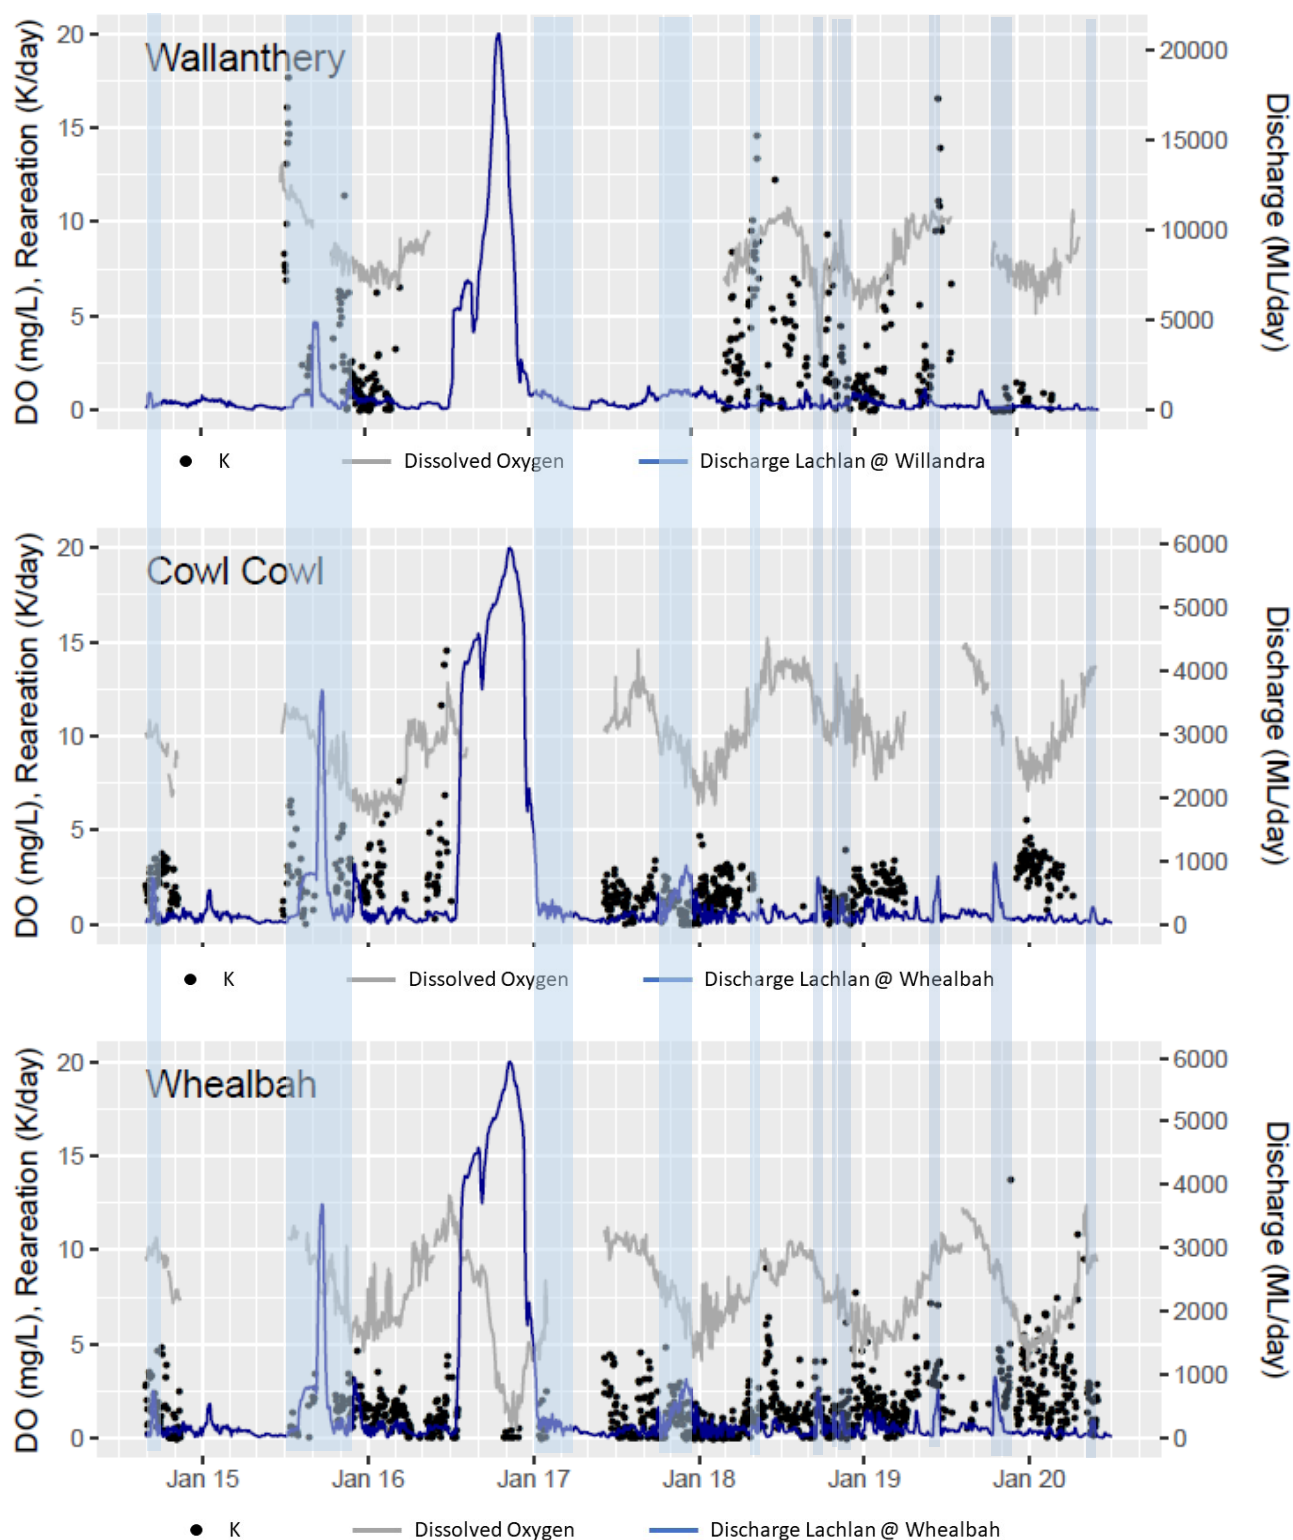 Wallanthery
DO (mg/L), Rearation (K/day)
20
15
10
5
0
20000
15000
10000
5000
0
Discharge (ML/day)
K
Dissolved Oxygen
Discharge Lachlan @ Willandra
Cowl Cowl
DO (mg/L), Rearation (K/day)
20
15
10
5
0
6000
5000
4000
3000
2000
1000
0
Discharge (ML/day)
K
Dissolved Oxygen
Discharge Lachlan @ Whealbah
Whealbah
DO (mg/L), Rearation (K/day)
20
15
10
5
0
6000
5000
4000
3000
2000
1000
0
Discharge (ML/day)
Jan 15 Jan 16 Jan 17 Jan 18 Jan 19 Jan 20
K
Dissolved Oxygen
Discharge Lachlan @ Whealbah